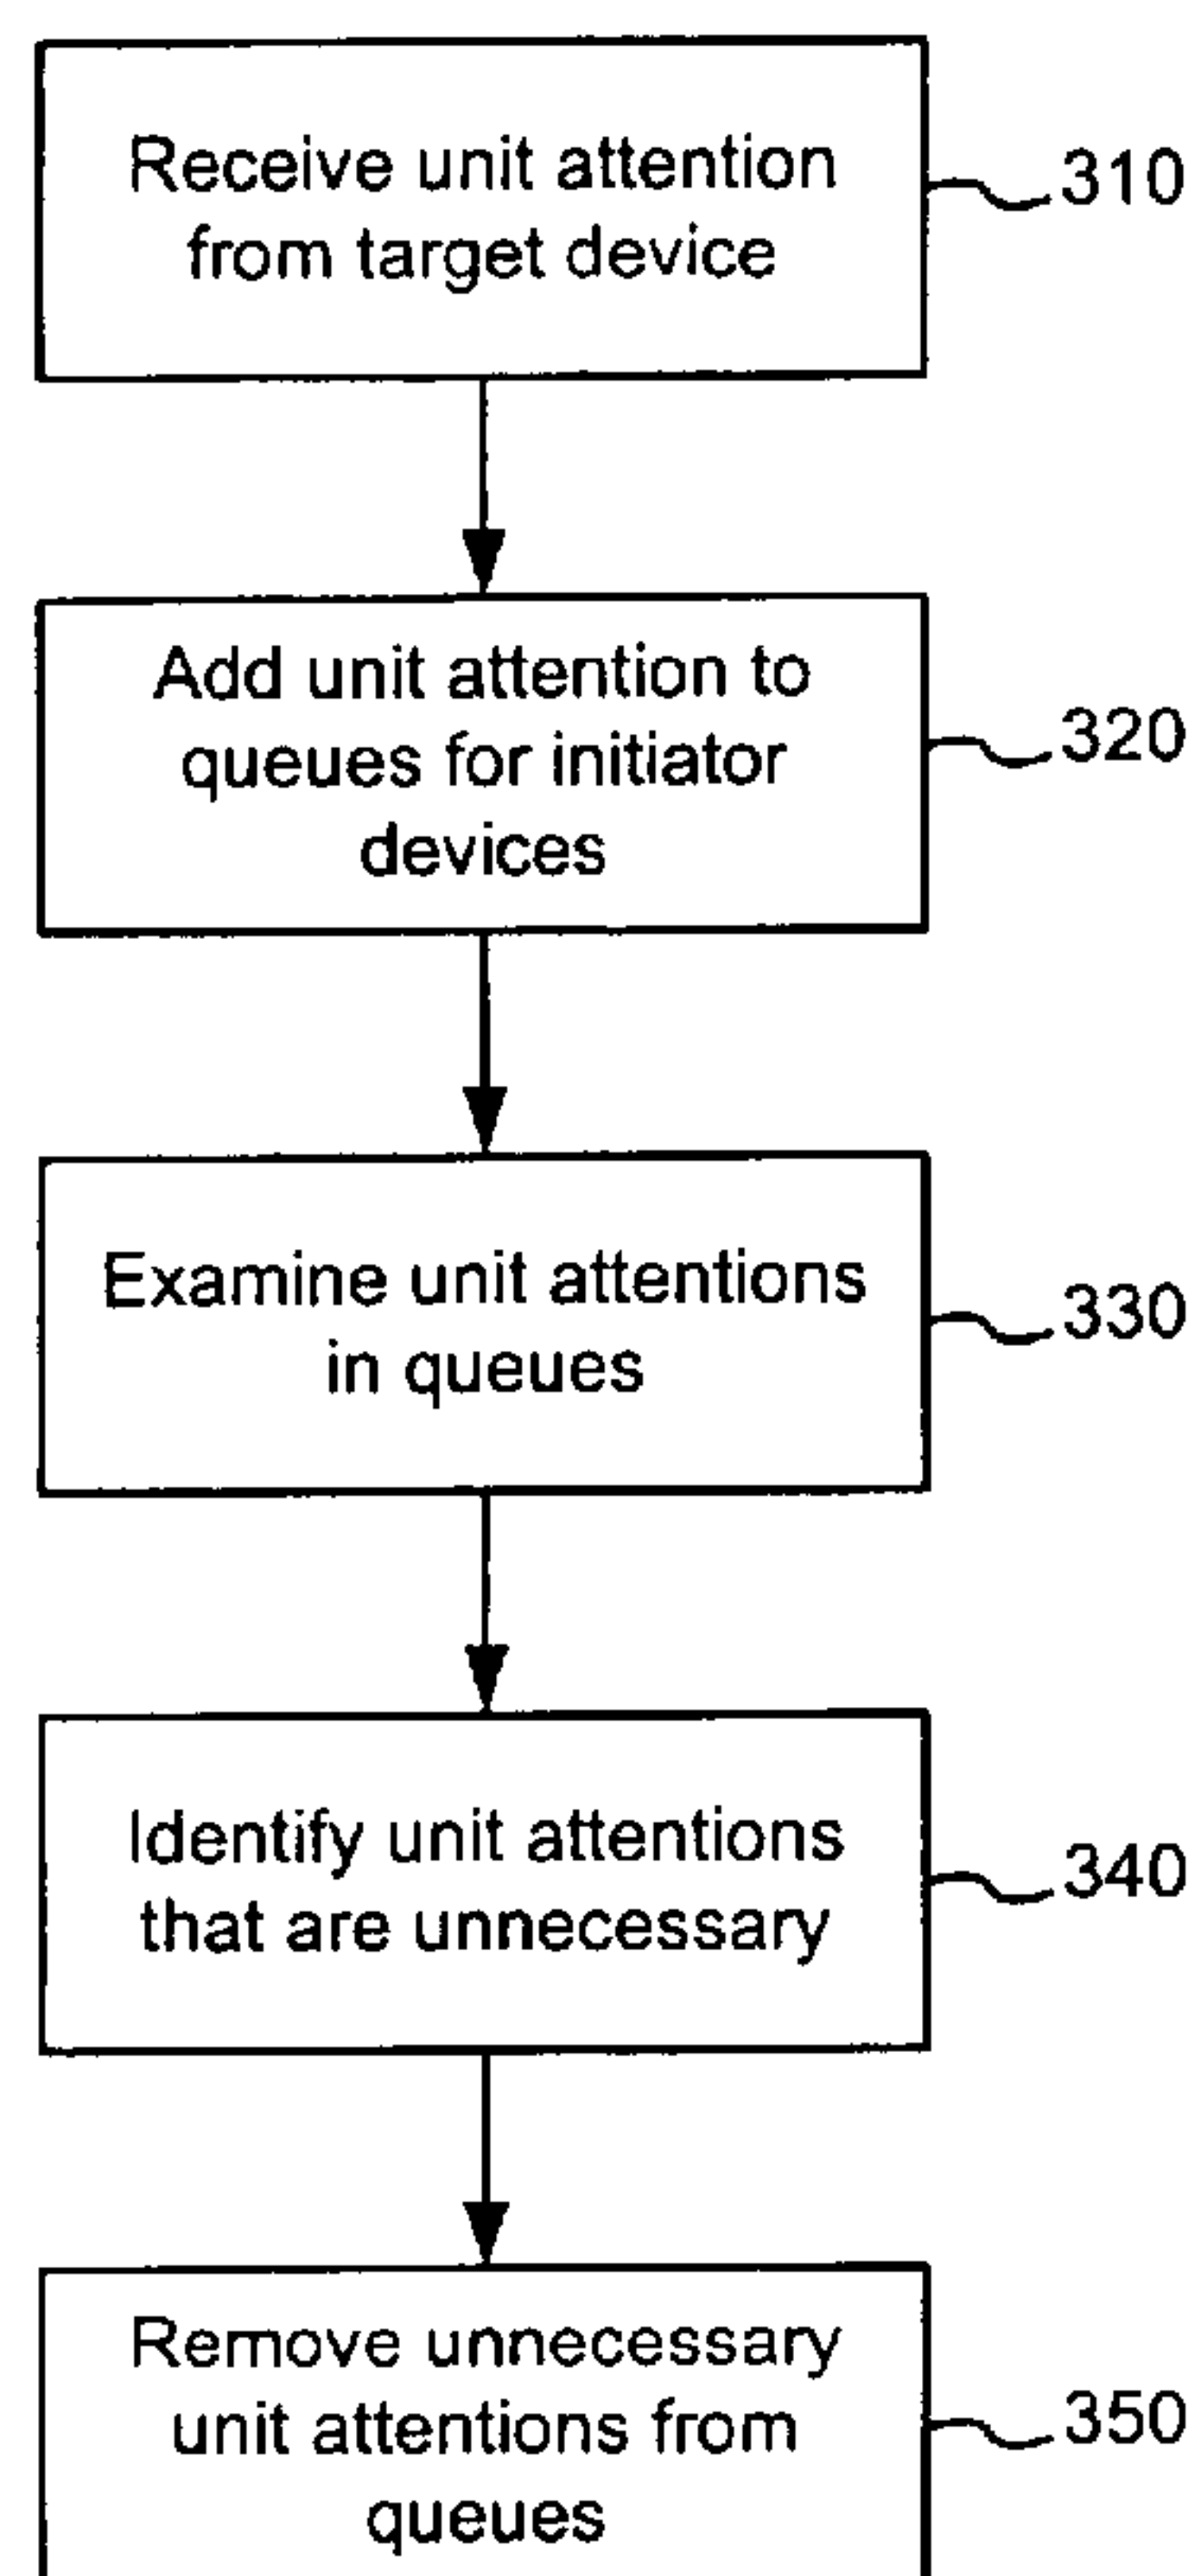 Receive unit attention
from target device
310
Add unit attention to
queues for initiator
devices
320
Examine unit attentions
in queues
330
Identify unit attentions
that are unnecessary
340
Remove unnecessary
unit attentions from
queues
350